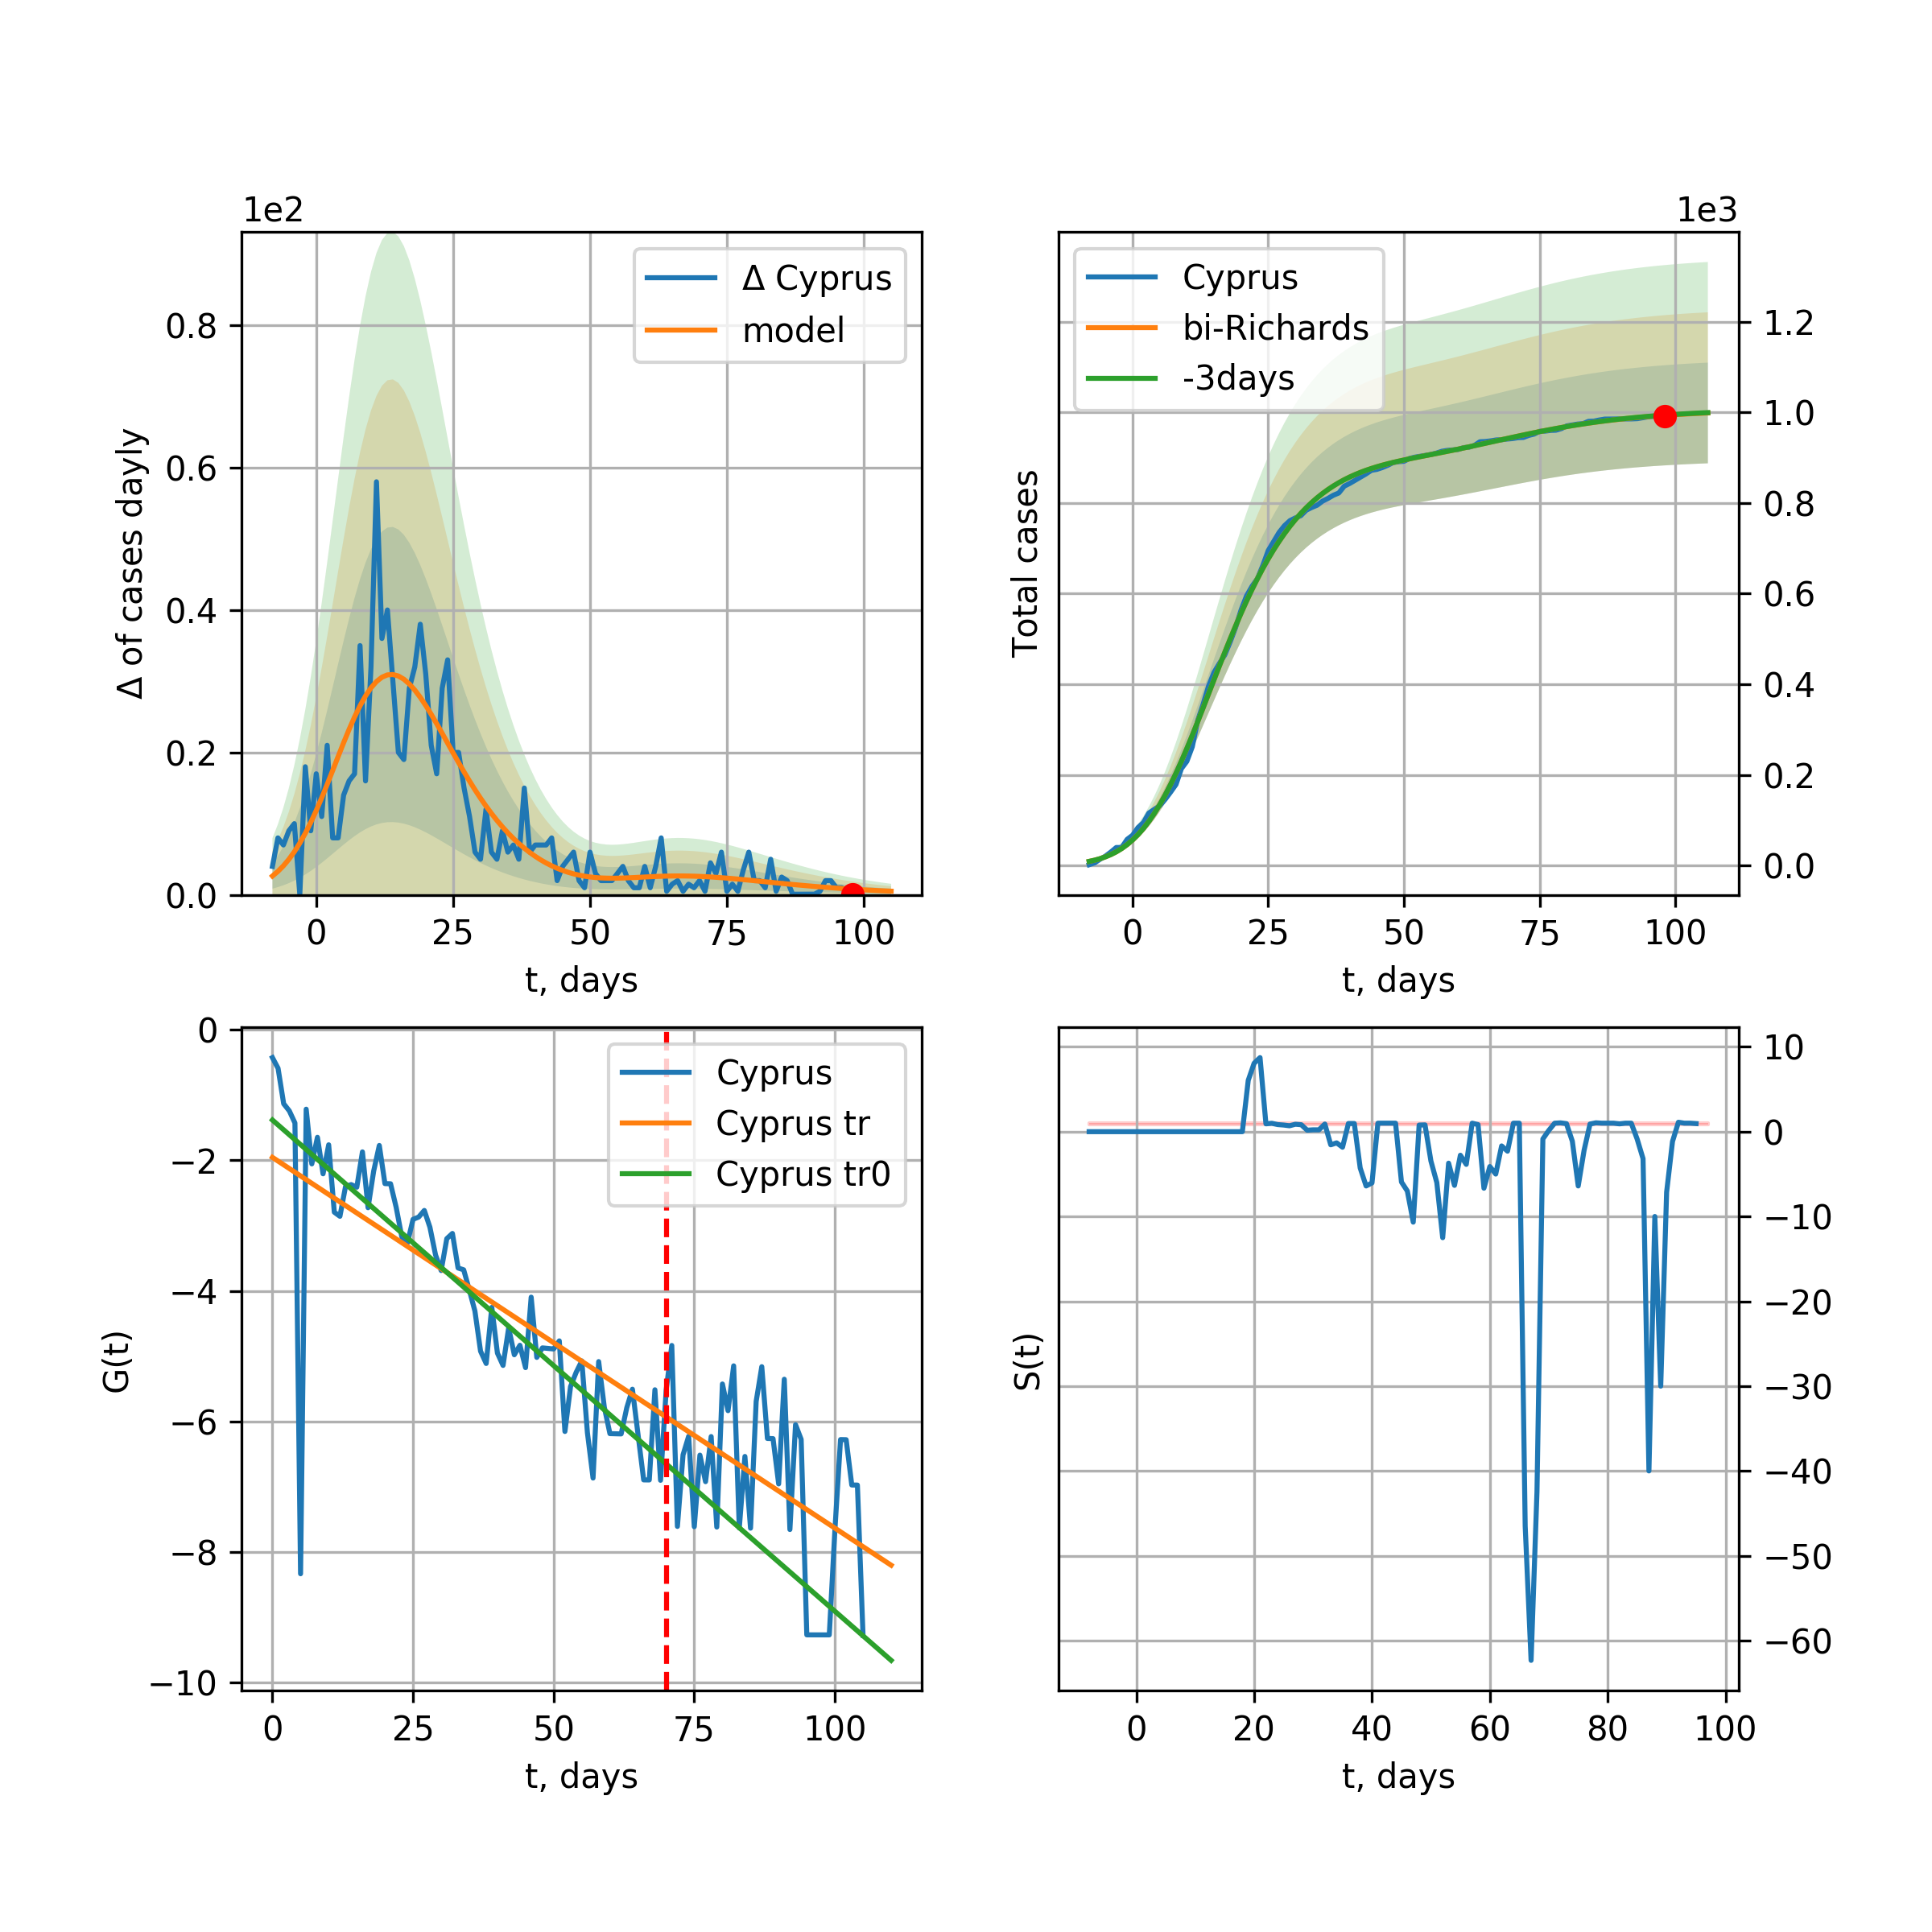 1e2
Δ of cases dayly
0.8
0.6
0.4
0.2
0.0
Δ Cyprus
model
0 25 50 75 100
t, days
1e3
Total cases
Cyprus
bi-Richards
-3days
1.2
1.0
0.8
0.6
0.4
0.2
0.0
0 25 50 75 100
t, days
G(t)
0
−2
−4
−6
−8
−10
Cyprus
Cyprus tr
Cyprus tr0
0 25 50 75 100
t, days
S(t)
10
0
−10
−20
−30
−40
−50
−60
0 20 40 60 80 100
t, days